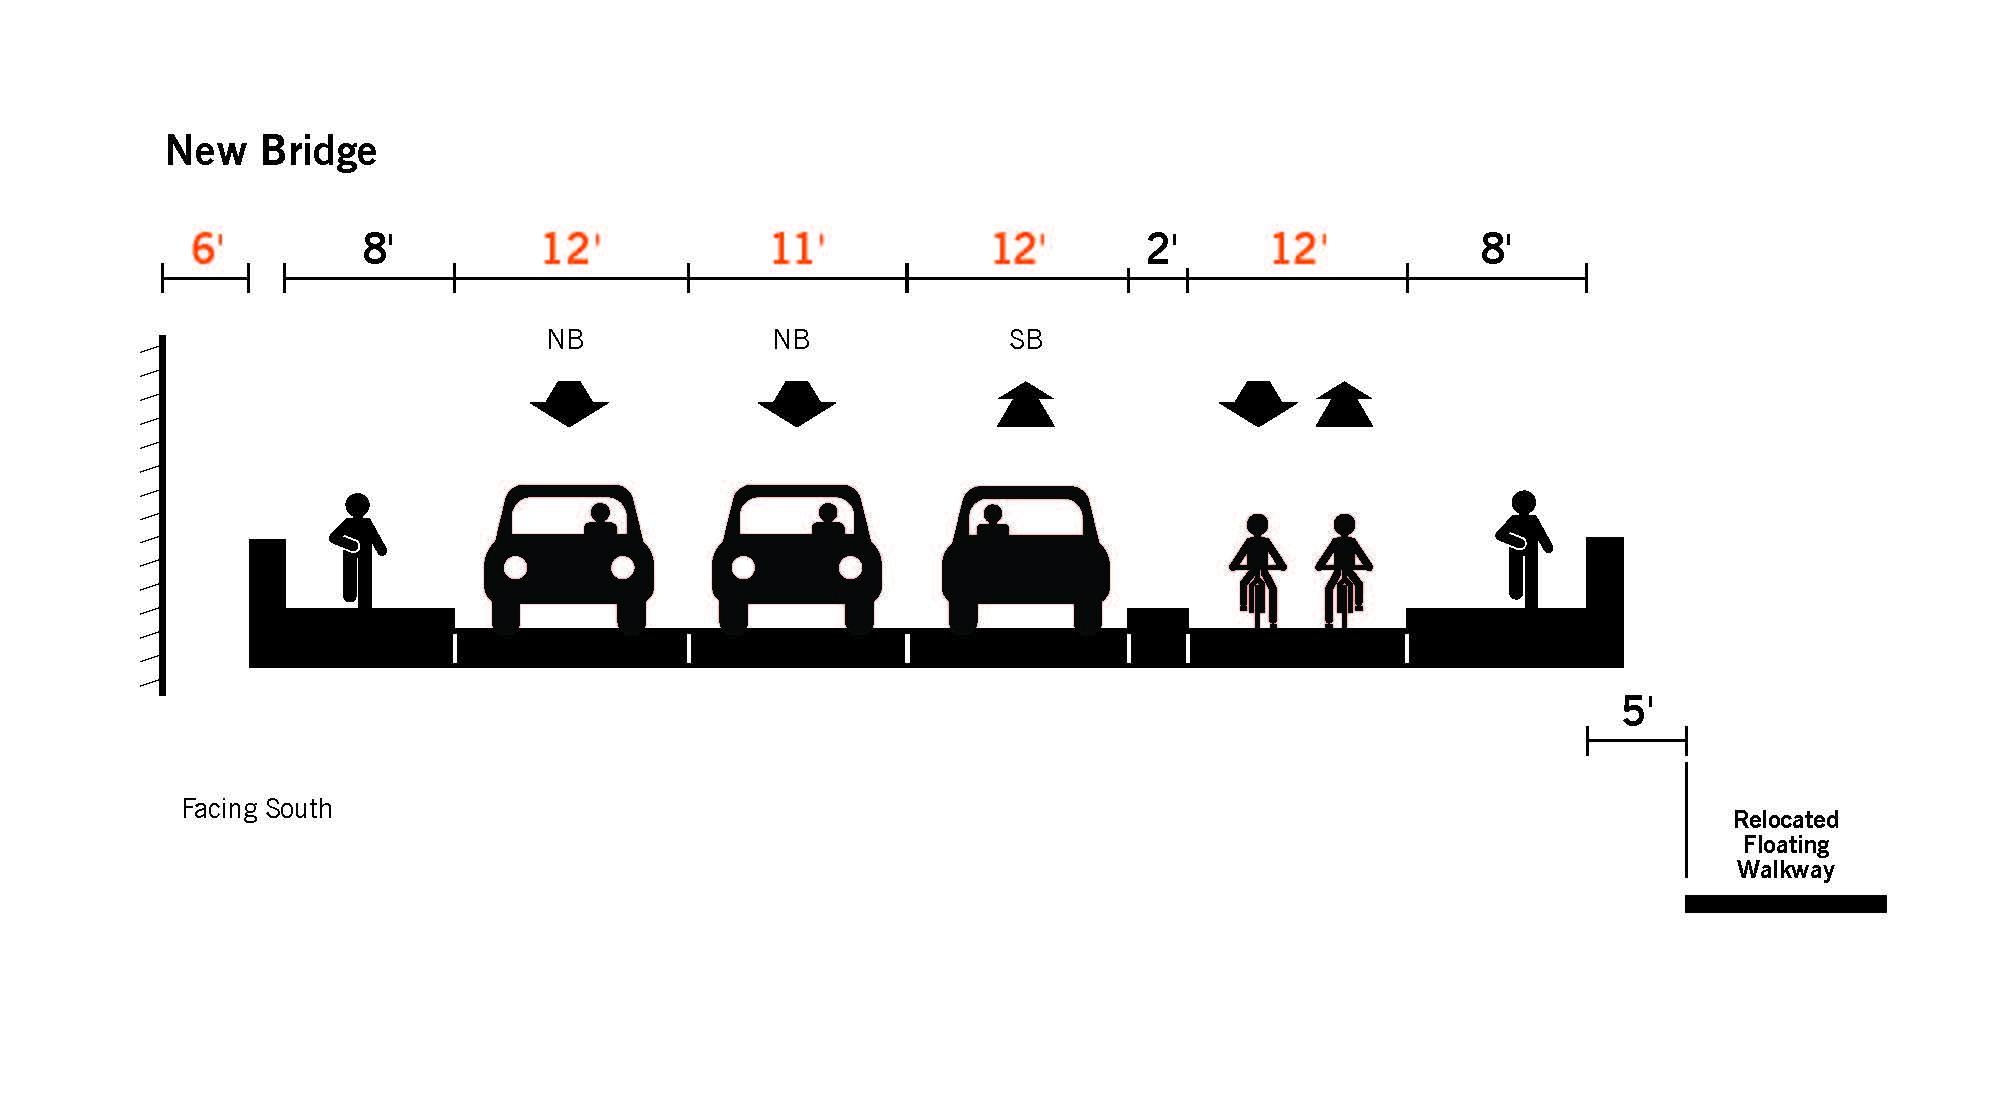 New Bridge
6' 8' 12' 11' 12' 2' 12' 8'
NB NB SB
5'
Facing South
Relocated
Floating
Walkway